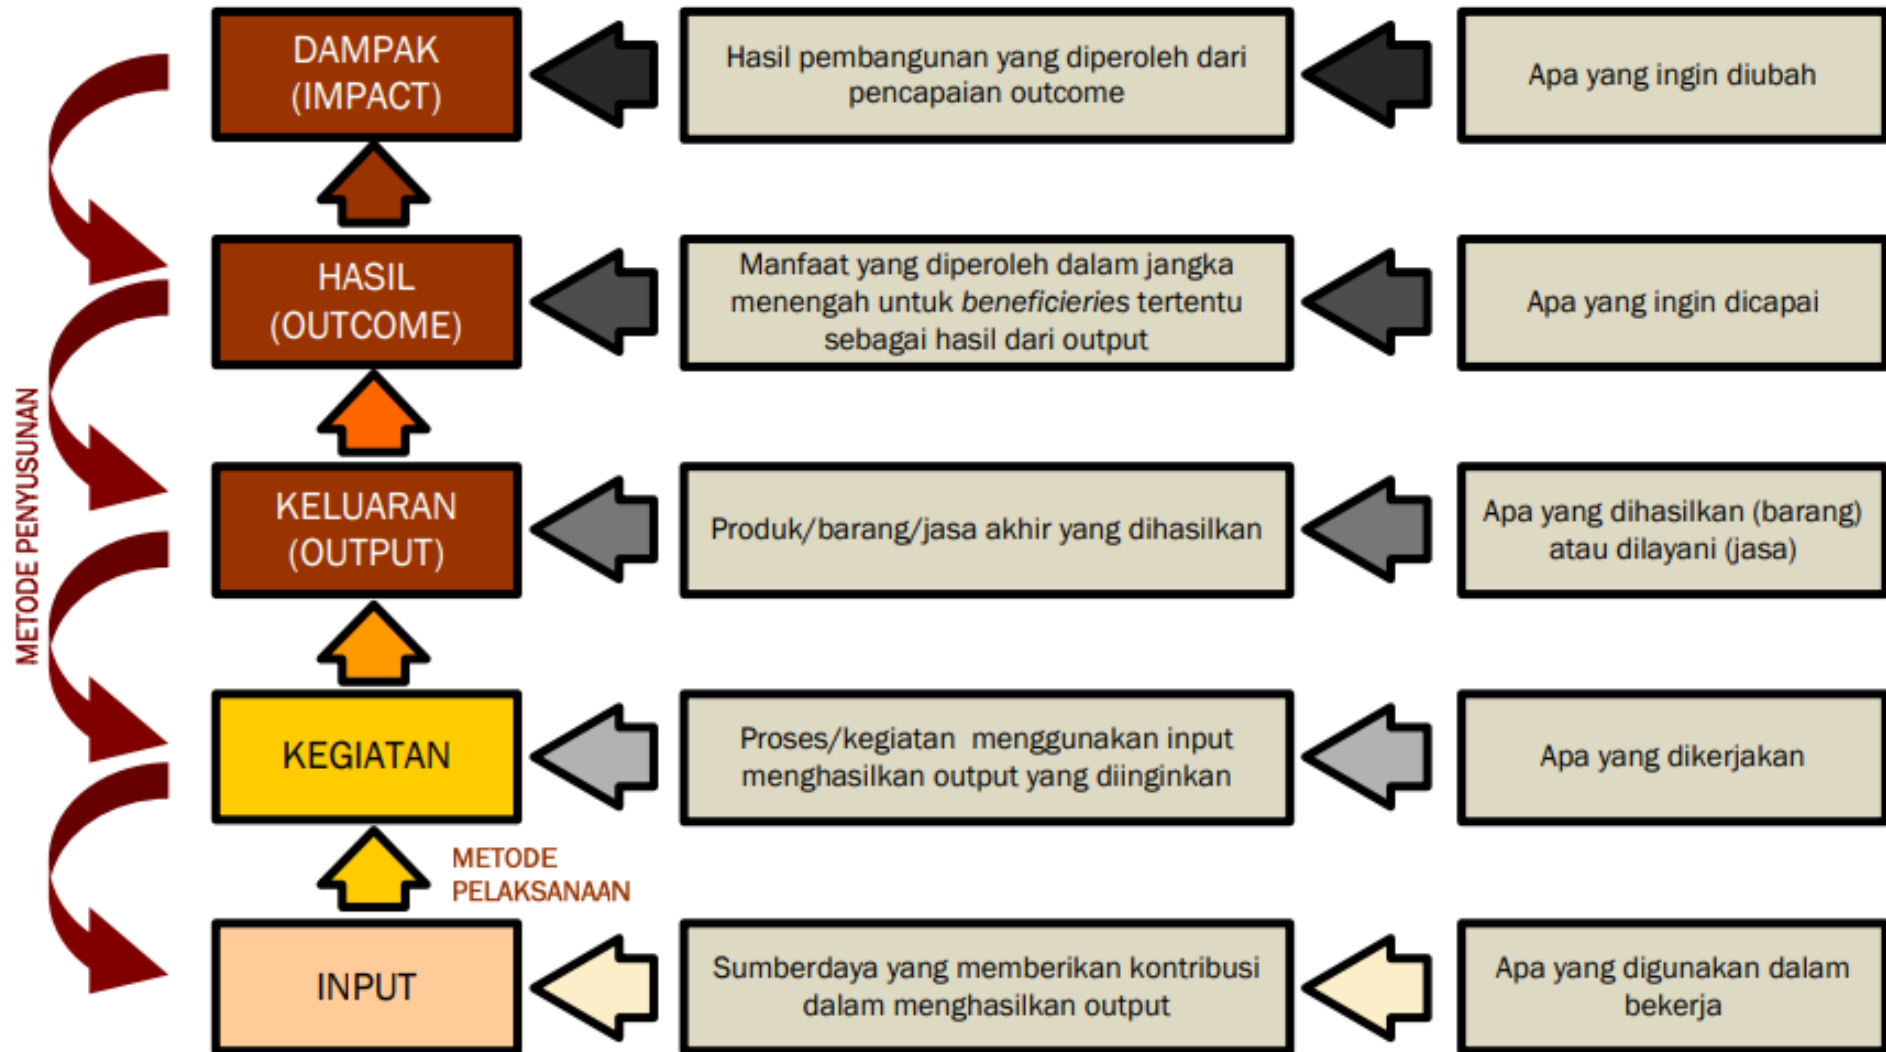 DAMPAK
(IMPACT)
Hasil pembangunan yang diperoleh dari
pencapaian outcome
Apa yang ingin diubah
HASIL
(OUTCOME)
Manfaat yang diperoleh dalam jangka
menengah untuk beneficieries tertentu
sebagai hasil dari output
Apa yang ingin dicapai
METODE PENYUSUNAN
KELUARAN
(OUTPUT)
Produk/barang/jasa akhir yang dihasilkan
Apa yang dihasilkan (barang)
atau dilayani (jasa)
KEGIATAN
Proses/kegiatan menggunakan input
menghasilkan output yang diinginkan
Apa yang dikerjakan
METODE
PELAKSANAAN
INPUT
Sumberdaya yang memberikan kontribusi
dalam menghasilkan output
Apa yang digunakan dalam
bekerja